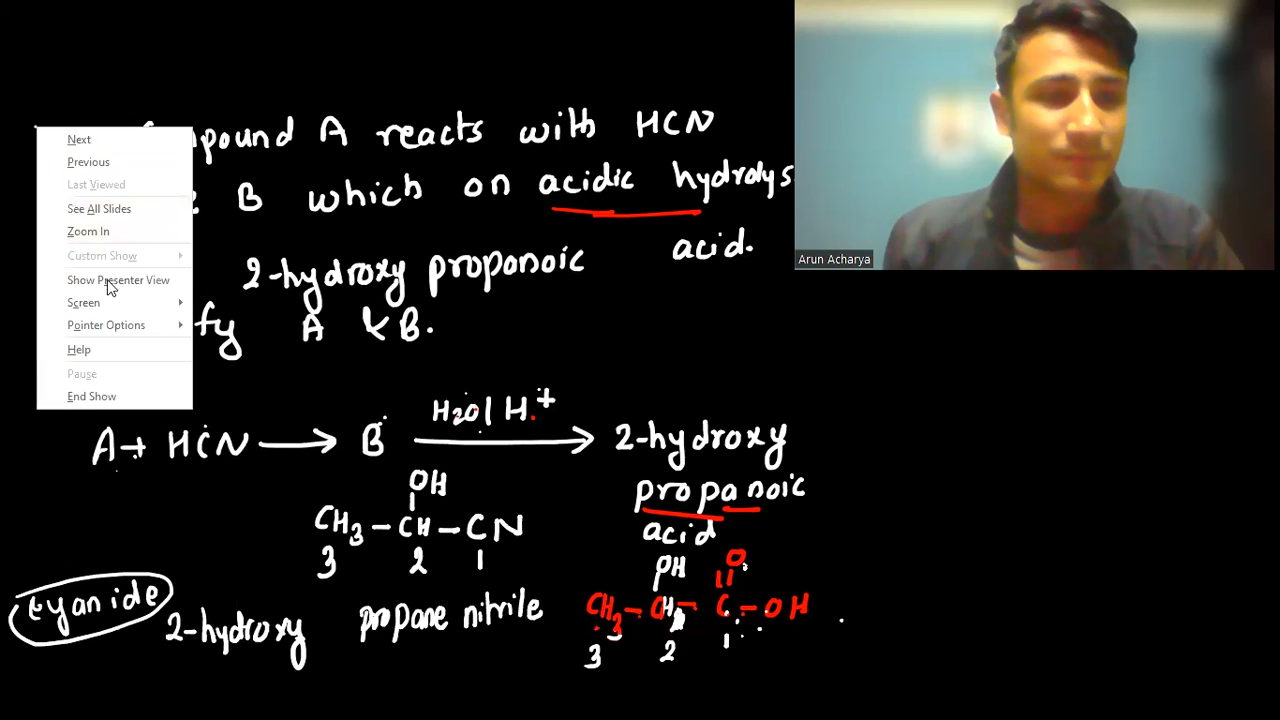 Next
Previous
Last Viewed
See All Slides
Zoom In
Custom Show
Show Presenter View
Screen
Pointer Options
Help
Pause
End Show
A reacts with HCN
B which on acidic hydrolys
2-hydroxy propanoic acid.
A & B.
A + HCN → B H2O/H+ → 2-hydroxy
propanoic
acid
OH
CH3 - CH - CN
3 2 1
OH O
CH3 - CH - C - OH
3 2 1
cyanide
2-hydroxy propane nitrile
Arun Acharya